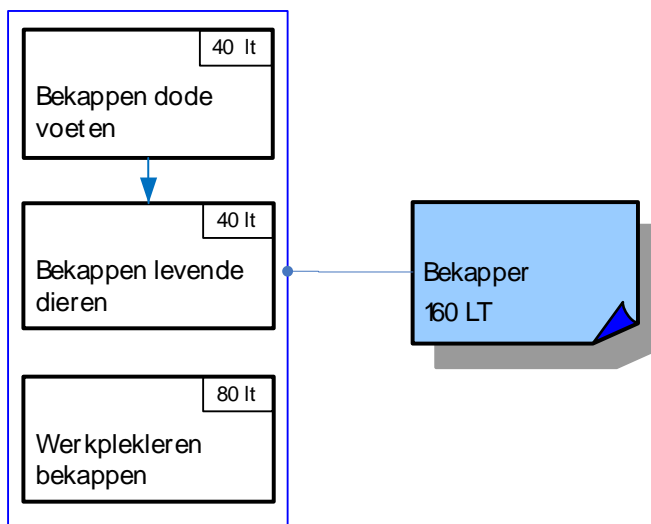 40 lt
Bekappen dode
voeten
40 lt
Bekappen levende
dieren
80 lt
Werkplekleren
bekappen
Bekapper
160 LT